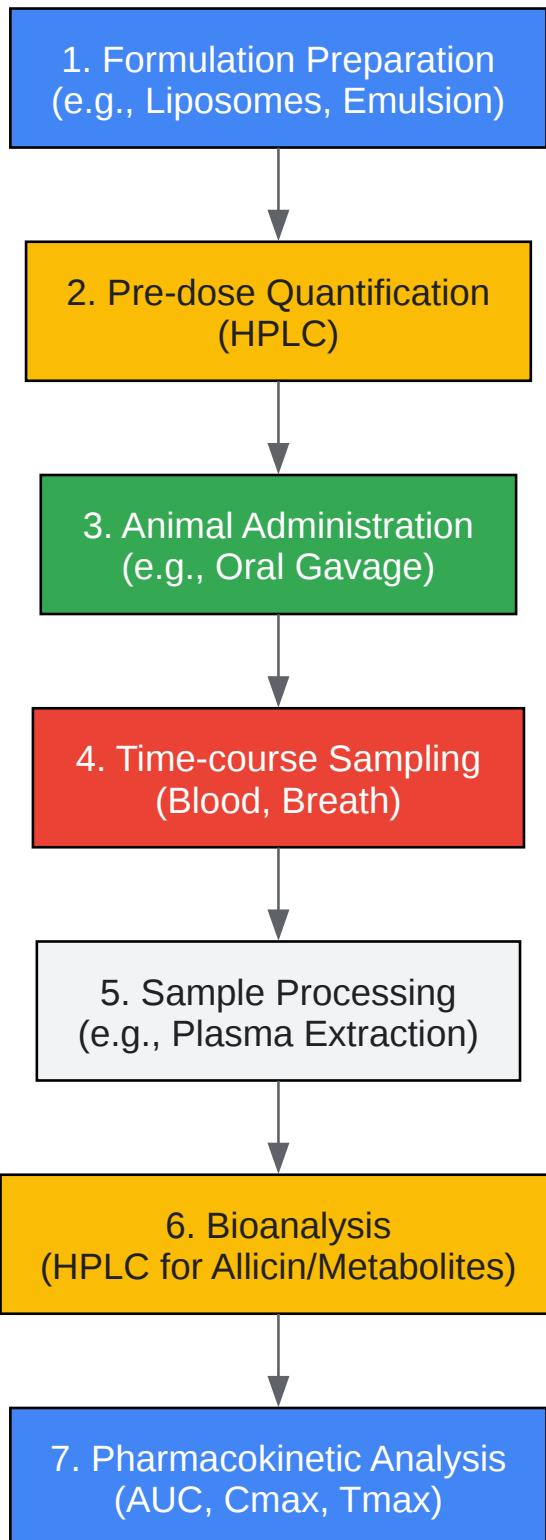 1. Formulation Preparation
(e.g., Liposomes, Emulsion)
2. Pre-dose Quantification
(HPLC)
3. Animal Administration
(e.g., Oral Gavage)
4. Time-course Sampling
(Blood, Breath)
5. Sample Processing
(e.g., Plasma Extraction)
6. Bioanalysis
(HPLC for Allicin/Metabolites)
7. Pharmacokinetic Analysis
(AUC, Cmax, Tmax)